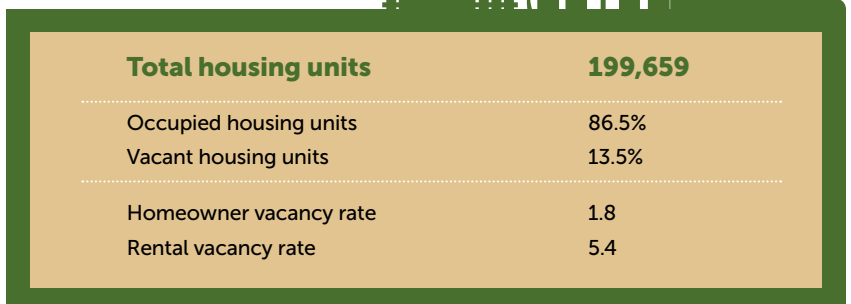 Total housing units 199,659
Occupied housing units 86.5%
Vacant housing units 13.5%
Homeowner vacancy rate 1.8
Rental vacancy rate 5.4